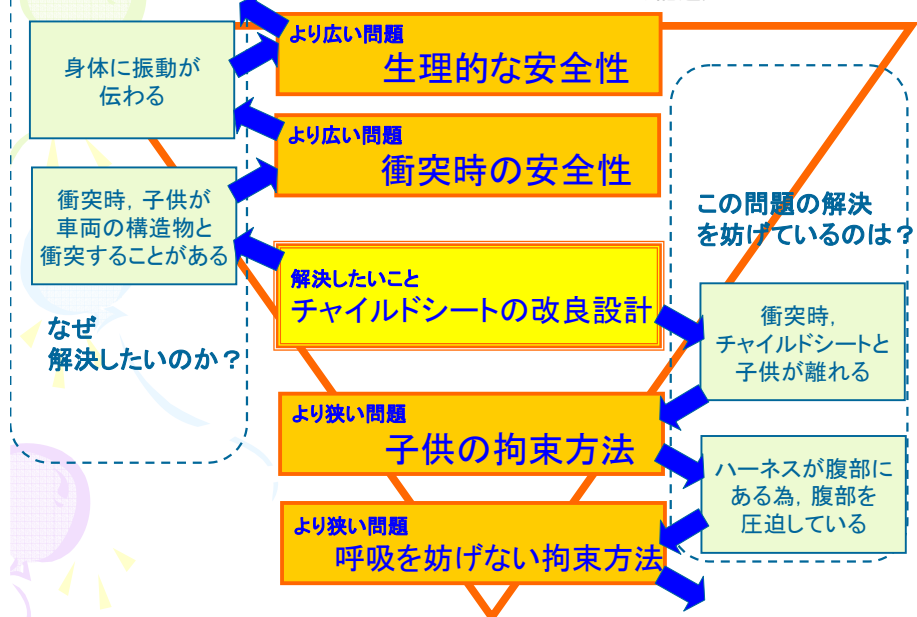 より広い問題
生理的な安全性
身体に振動が
伝わる
より広い問題
衝突時の安全性
衝突時，子供が
車両の構造物と
衝突することがある
この問題の解決
を妨げているのは？
解決したいこと
チャイルドシートの改良設計
なぜ
解決したいのか？
衝突時，
チャイルドシートと
子供が離れる
より狭い問題
子供の拘束方法
ハーネスが腹部に
ある為，腹部を
圧迫している
より狭い問題
呼吸を妨げない拘束方法